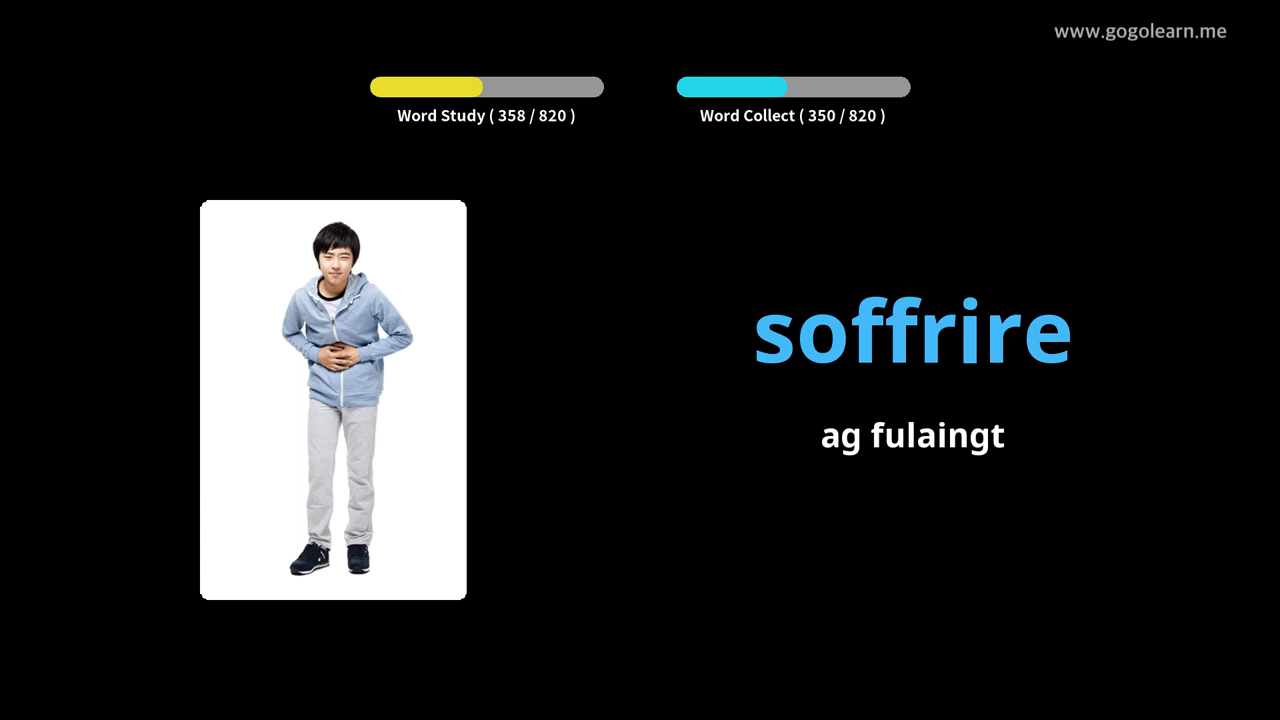 www.gogolearn.me
Word Study ( 358 / 820 )
Word Collect ( 350 / 820 )
soffrire
ag fulaingt